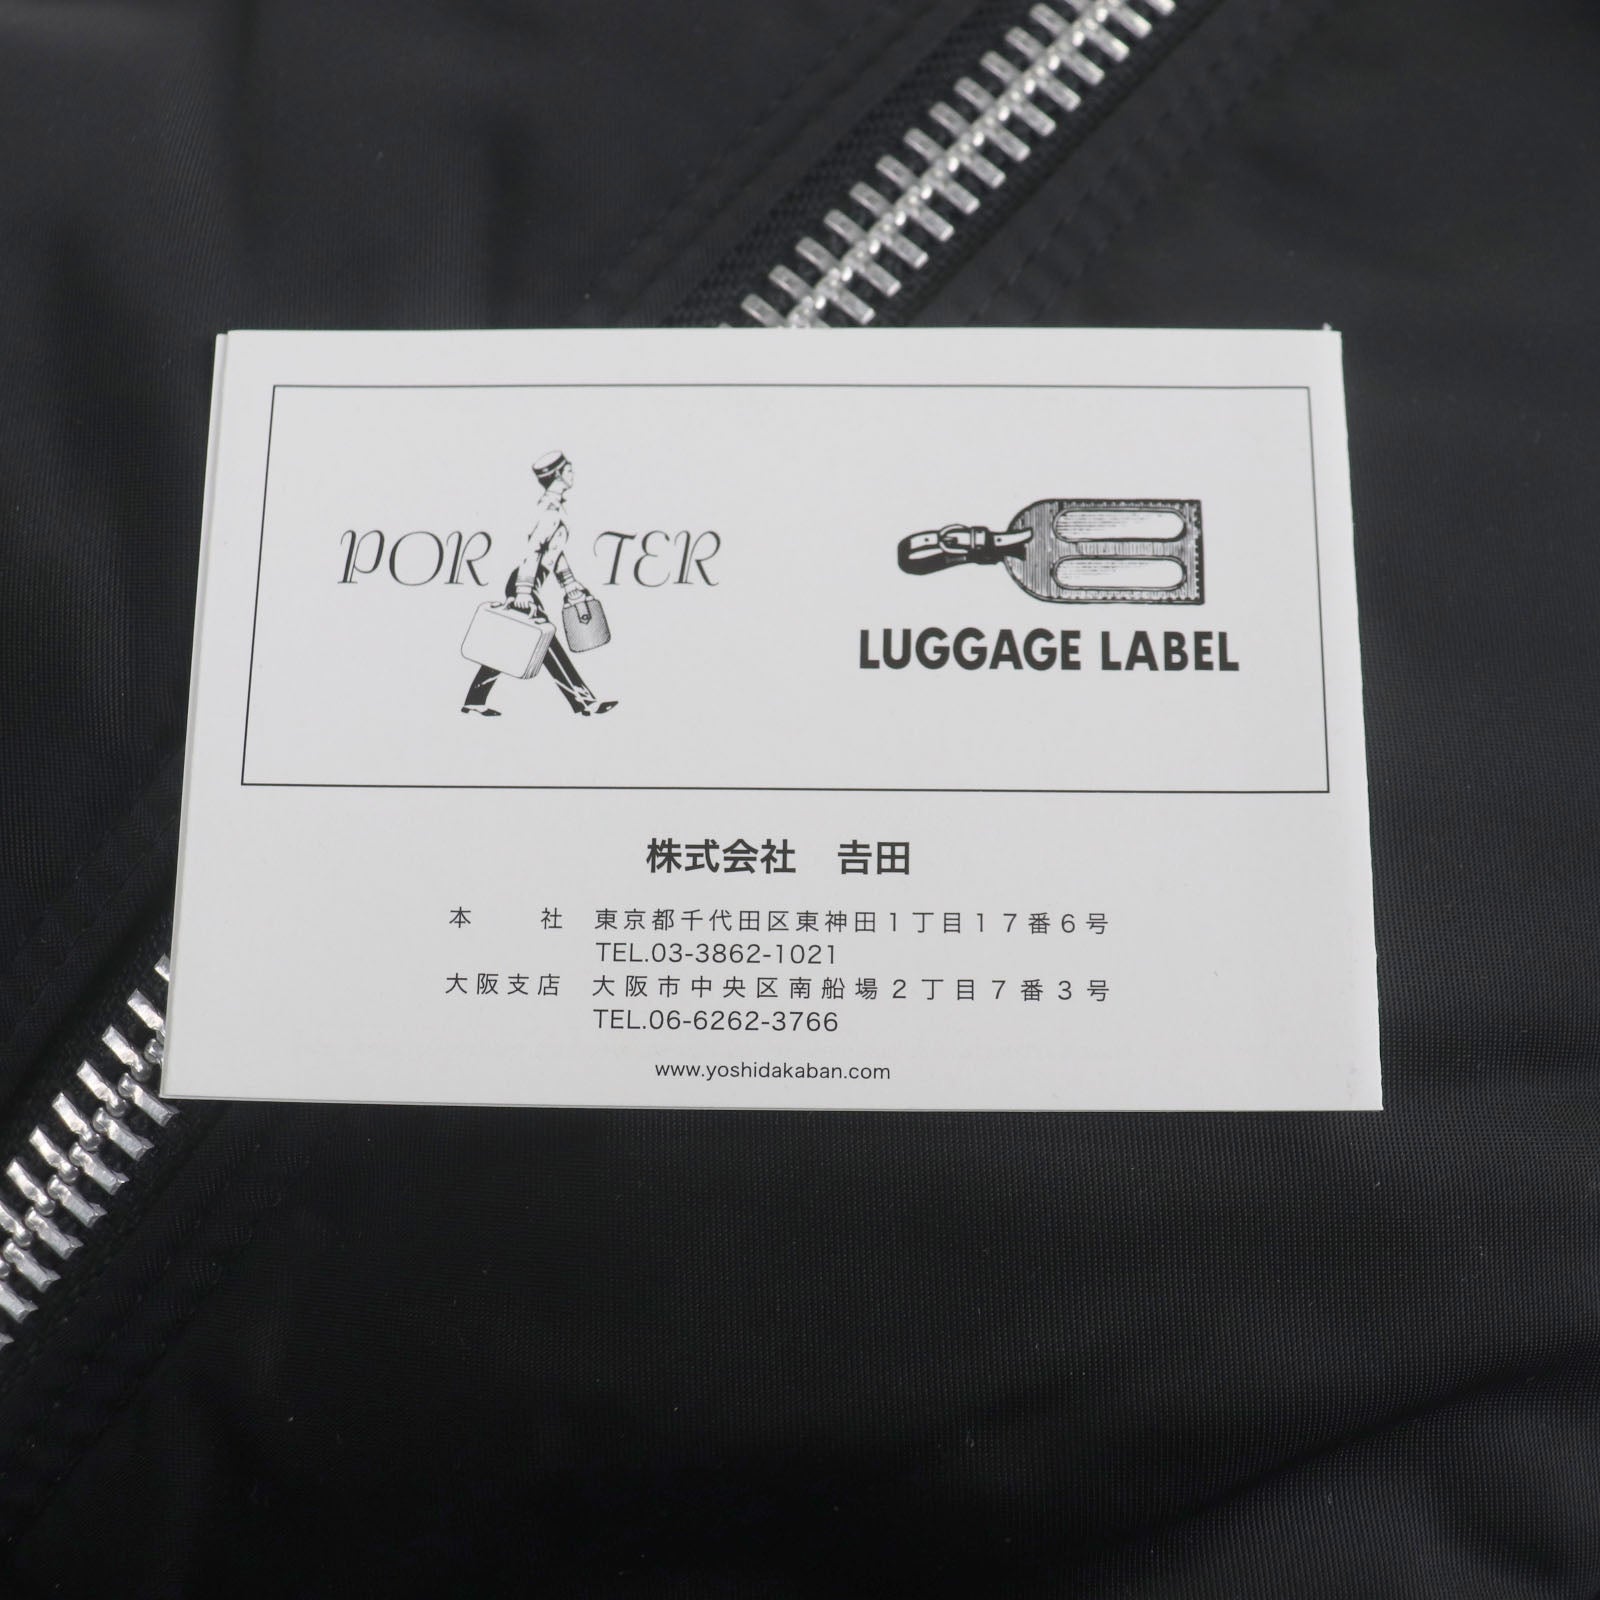 PORTER
LUGGAGE LABEL
株式会社　𠮷田
本　　社　東京都千代田区東神田1丁目17番6号
TEL.03-3862-1021
大阪支店　大阪市中央区南船場2丁目7番3号
TEL.06-6262-3766
www.yoshidakaban.com